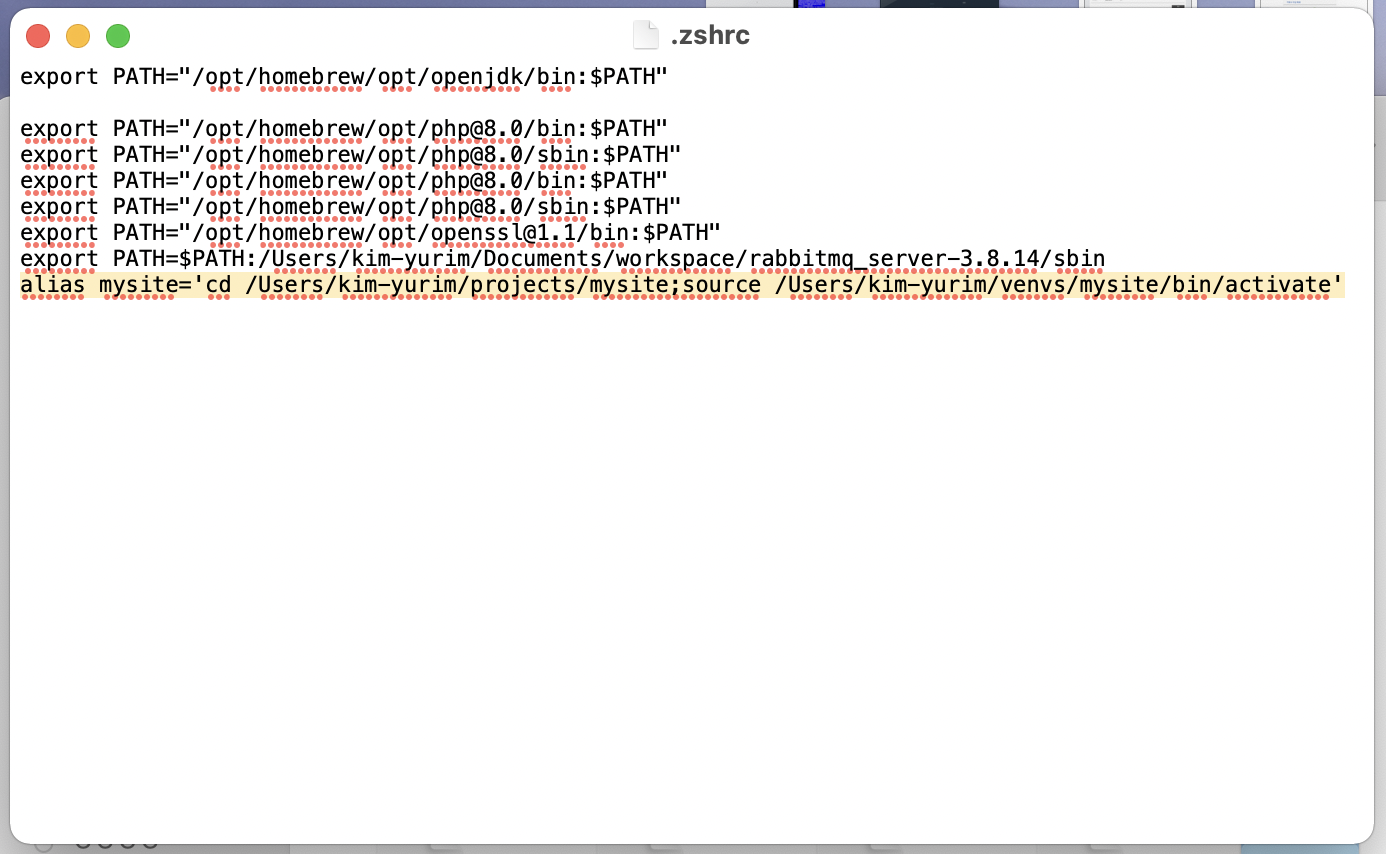 .zshrc
export PATH="/opt/homebrew/opt/openjdk/bin:$PATH"
export PATH="/opt/homebrew/opt/php@8.0/bin:$PATH"
export PATH="/opt/homebrew/opt/php@8.0/sbin:$PATH"
export PATH="/opt/homebrew/opt/php@8.0/bin:$PATH"
export PATH="/opt/homebrew/opt/php@8.0/sbin:$PATH"
export PATH="/opt/homebrew/opt/openssl@1.1/bin:$PATH"
export PATH=$PATH:/Users/kim-yurim/Documents/workspace/rabbitmq_server-3.8.14/sbin
alias mysite='cd /Users/kim-yurim/projects/mysite;source /Users/kim-yurim/venvs/mysite/bin/activate'